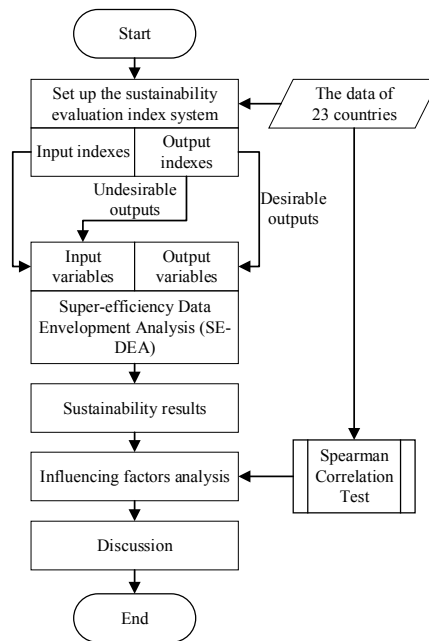 Start
Set up the sustainability
evaluation index system
The data of
23 countries
Input indexes
Output
indexes
Undesirable
outputs
Desirable
outputs
Input
variables
Output
variables
Super-efficiency Data
Envelopment Analysis (SE-
DEA)
Sustainability results
Influencing factors analysis
Spearman
Correlation
Test
Discussion
End